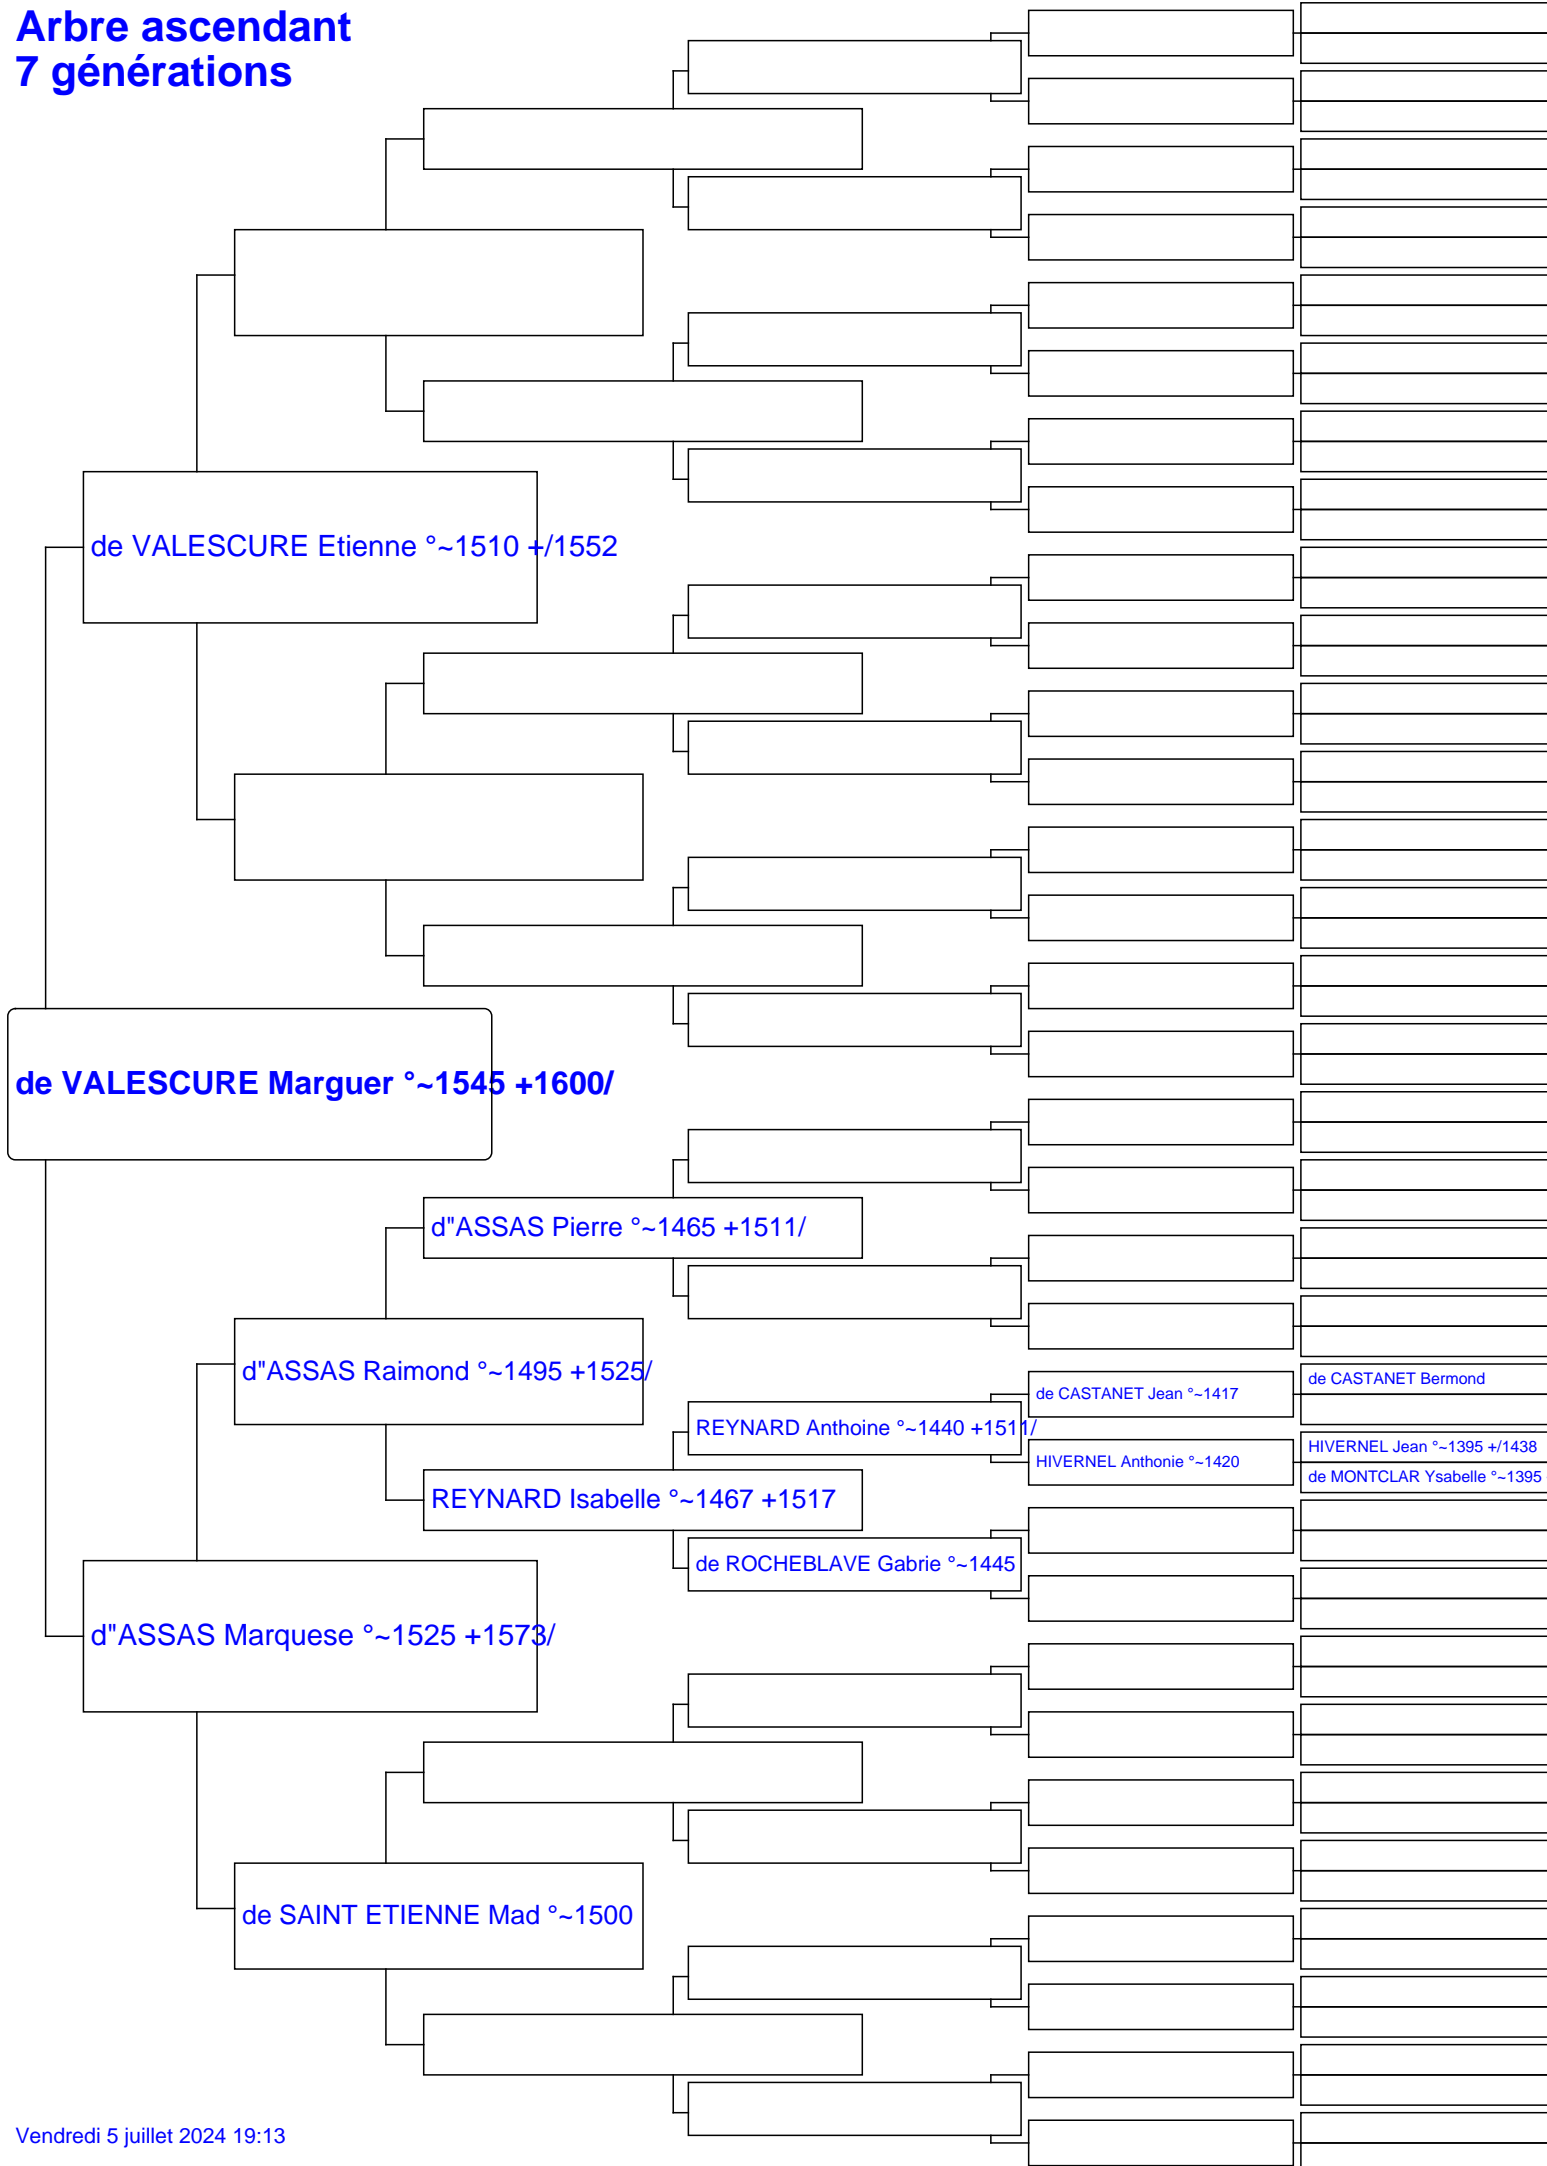 Arbre ascendant
7 générations
de VALESCURE Etienne °~1510 +/1552
de VALESCURE Marguer °~1545 +1600/
d"ASSAS Pierre °~1465 +1511/
d"ASSAS Raimond °~1495 +1525/
de CASTANET Bermond
de CASTANET Jean °~1417
REYNARD Anthoine °~1440 +1511/
HIVERNEL Jean °~1395 +/1438
HIVERNEL Anthonie °~1420
de MONTCLAR Ysabelle °~1395
REYNARD Isabelle °~1467 +1517
de ROCHEBLAVE Gabrie °~1445
d"ASSAS Marquese °~1525 +1573/
de SAINT ETIENNE Mad °~1500
Vendredi 5 juillet 2024 19:13